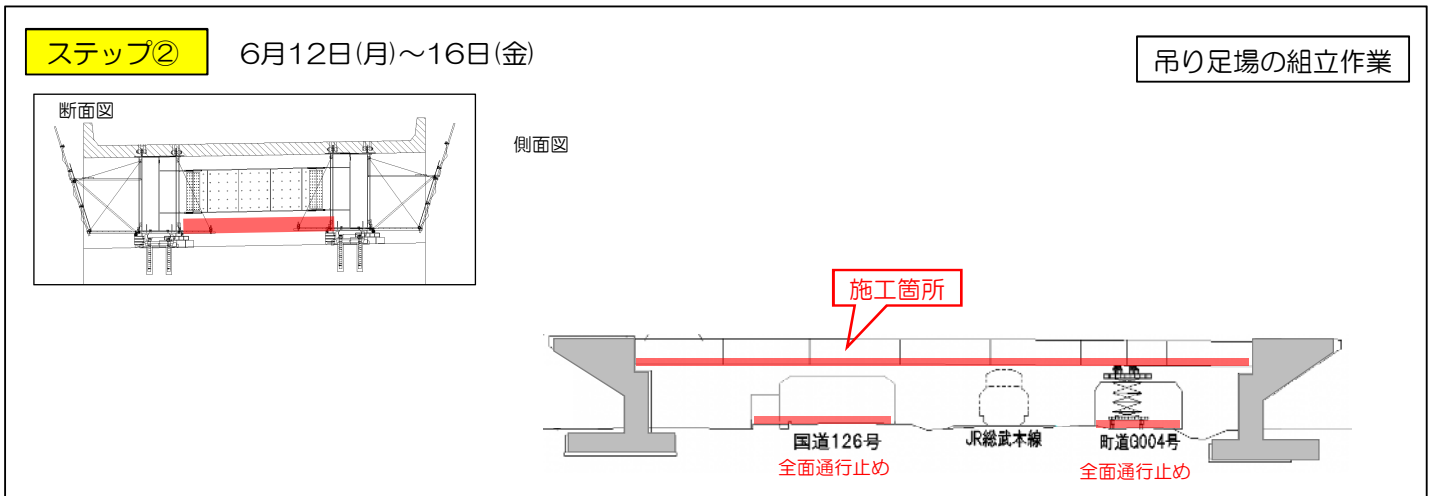 ステップ② 6月12日(月)～16日(金)
吊り足場の組立作業
断面図
側面図
施工箇所
国道126号
JR総武本線
町道G004号
全面通行止め
全面通行止め